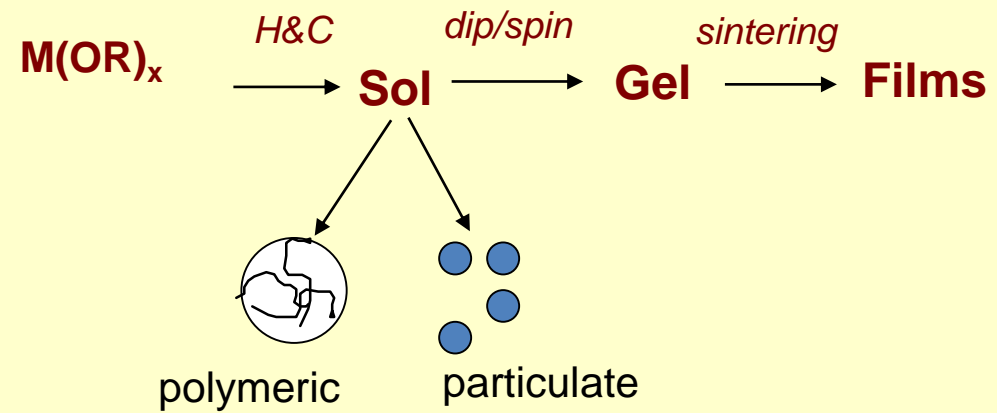 H&C dip/spin sintering
M(OR)x Sol Gel Films
polymeric particulate